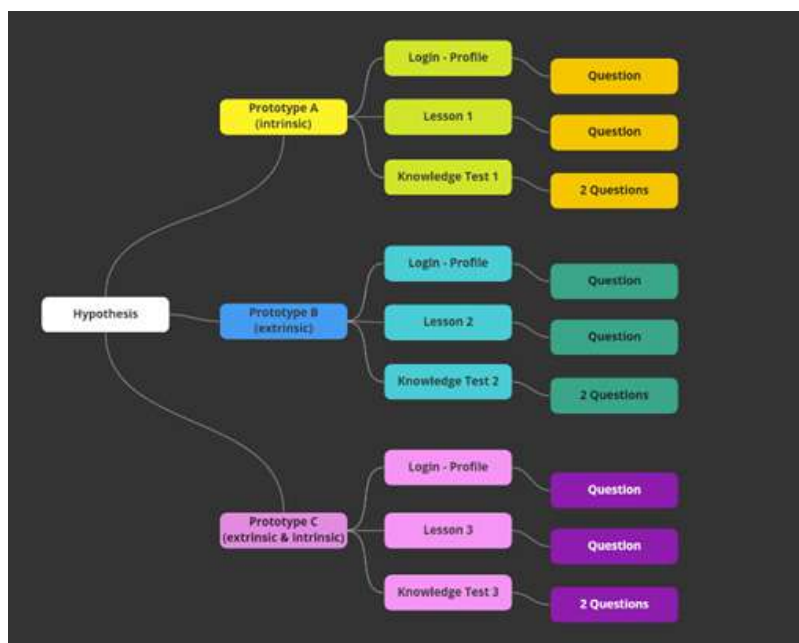 Login - Profile
Question
Prototype A
(intrinsic)
Lesson 1
Question
Knowledge Test 1
2 Questions
Hypothesis
Login - Profile
Question
Prototype B
(extrinsic)
Lesson 2
Question
Knowledge Test 2
2 Questions
Login - Profile
Question
Prototype C
(extrinsic & intrinsic)
Lesson 3
Question
Knowledge Test 3
2 Questions